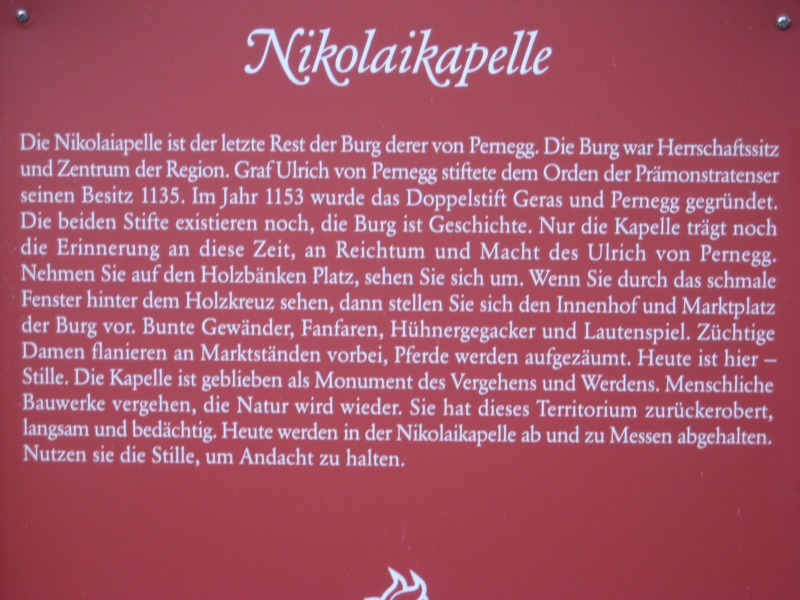 Nikolaikapelle
Die Nikolaiapelle ist der letzte Rest der Burg derer von Pernegg. Die Burg war Herrschaftssitz
und Zentrum der Region. Graf Ulrich von Pernegg stiftete dem Orden der Prämonstratenser
seinen Besitz 1135. Im Jahr 1153 wurde das Doppelstift Geras und Pernegg gegründet.
Die beiden Stifte existieren noch, die Burg ist Geschichte. Nur die Kapelle trägt noch
die Erinnerung an diese Zeit, an Reichtum und Macht des Ulrich von Pernegg.
Nehmen Sie auf den Holzbänken Platz, sehen Sie sich um. Wenn Sie durch das schmale
Fenster hinter dem Holzkreuz sehen, dann stellen Sie sich den Innenhof und Marktplatz
der Burg vor. Bunte Gewänder, Fanfaren, Hühnergegacker und Lautenspiel. Züchtige
Damen flanieren an Marktständen vorbei, Pferde werden aufgezäumt. Heute ist hier –
Stille. Die Kapelle ist geblieben als Monument des Vergehens und Werdens. Menschliche
Bauwerke vergehen, die Natur wird wieder. Sie hat dieses Territorium zurückerobert,
langsam und bedächtig. Heute werden in der Nikolaikapelle ab und zu Messen abgehalten.
Nutzen sie die Stille, um Andacht zu halten.